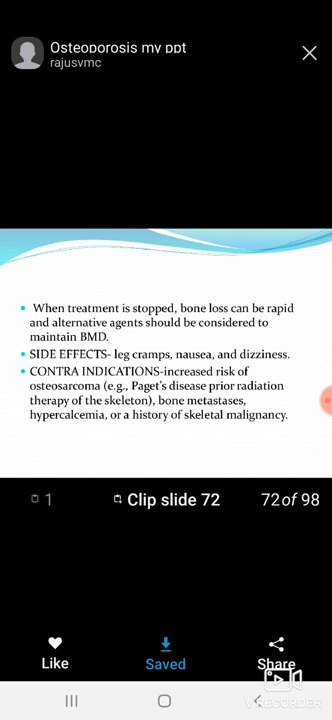 Osteoporosis my ppt
rajusvmc
When treatment is stopped, bone loss can be rapid
and alternative agents should be considered to
maintain BMD.
SIDE EFFECTS- leg cramps, nausea, and dizziness.
CONTRA INDICATIONS-increased risk of
osteosarcoma (e.g., Paget's disease prior radiation
therapy of the skeleton), bone metastases,
hypercalcemia, or a history of skeletal malignancy.
1
Clip slide 72
72 of 98
Like
Saved
Share
V RECORDER